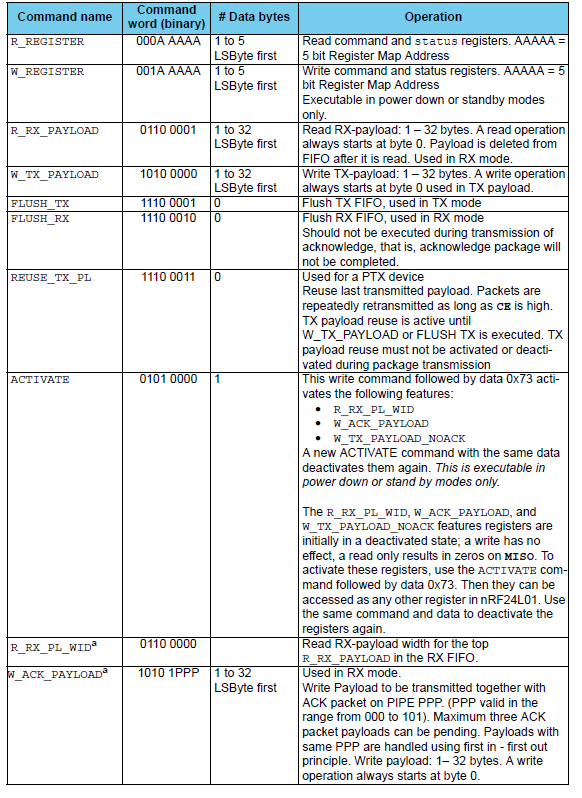 Command name
Command
word (binary)
# Data bytes
Operation
R_REGISTER
000A AAAA
1 to 5
LSByte first
Read command and status registers. AAAAA =
5 bit Register Map Address
W_REGISTER
001A AAAA
1 to 5
LSByte first
Write command and status registers. AAAAA = 5
bit Register Map Address
Executable in power down or standby modes
only.
R_RX_PAYLOAD
0110 0001
1 to 32
LSByte first
Read RX-payload: 1 – 32 bytes. A read operation
always starts at byte 0. Payload is deleted from
FIFO after it is read. Used in RX mode.
W_TX_PAYLOAD
1010 0000
1 to 32
LSByte first
Write TX-payload: 1 – 32 bytes. A write operation
always starts at byte 0 used in TX payload.
FLUSH_TX
1110 0001
0
Flush TX FIFO, used in TX mode
FLUSH_RX
1110 0010
0
Flush RX FIFO, used in RX mode
Should not be executed during transmission of
acknowledge, that is, acknowledge package will
not be completed.
REUSE_TX_PL
1110 0011
0
Used for a PTX device
Reuse last transmitted payload. Packets are
repeatedly retransmitted as long as CE is high.
TX payload reuse is active until
W_TX_PAYLOAD or FLUSH TX is executed. TX
payload reuse must not be activated or deacti-
vated during package transmission
ACTIVATE
0101 0000
1
This write command followed by data 0x73 acti-
vates the following features:
• R_RX_PL_WID
• W_ACK_PAYLOAD
• W_TX_PAYLOAD_NOACK
A new ACTIVATE command with the same data
deactivates them again. This is executable in
power down or stand by modes only.
The R_RX_PL_WID, W_ACK_PAYLOAD, and
W_TX_PAYLOAD_NOACK features registers are
initially in a deactivated state; a write has no
effect, a read only results in zeros on MISO. To
activate these registers, use the ACTIVATE com-
mand followed by data 0x73. Then they can be
accessed as any other register in nRF24L01. Use
the same command and data to deactivate the
registers again.
R_RX_PL_WIDa
0110 0000
Read RX-payload width for the top
R_RX_PAYLOAD in the RX FIFO.
W_ACK_PAYLOADa
1010 1PPP
1 to 32
LSByte first
Used in RX mode.
Write Payload to be transmitted together with
ACK packet on PIPE PPP. (PPP valid in the
range from 000 to 101). Maximum three ACK
packet payloads can be pending. Payloads with
same PPP are handled using first in - first out
principle. Write payload: 1– 32 bytes. A write
operation always starts at byte 0.